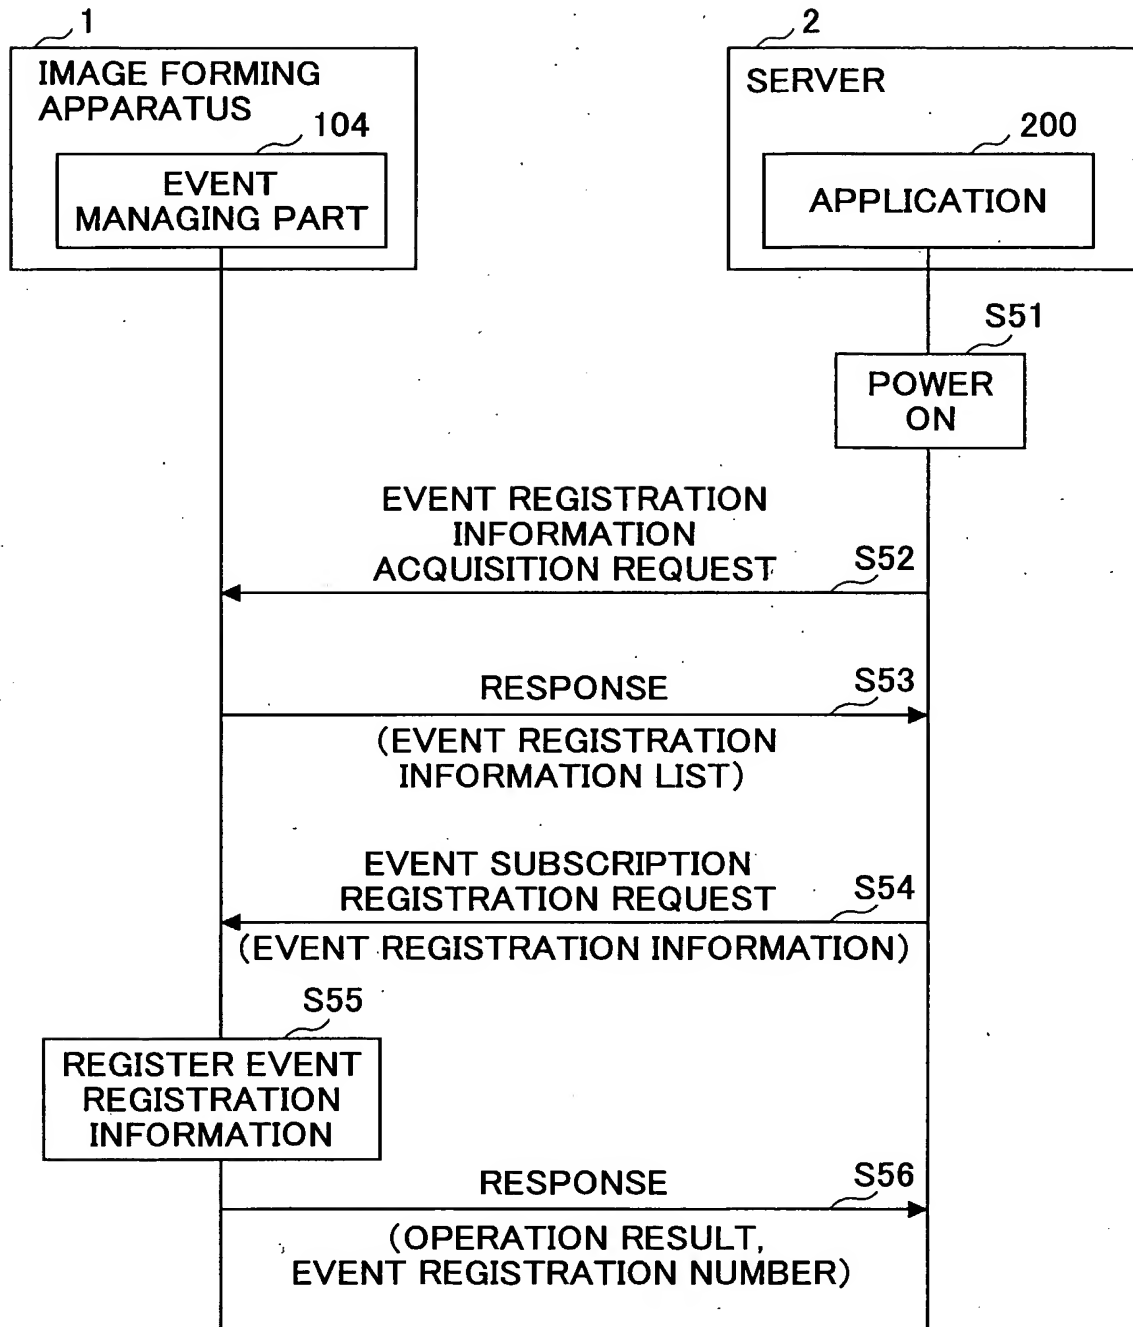 1
IMAGE FORMING
APPARATUS
104
EVENT
MANAGING PART
2
SERVER
200
APPLICATION
S51
POWER
ON
EVENT REGISTRATION
INFORMATION
ACQUISITION REQUEST
S52
RESPONSE
S53
(EVENT REGISTRATION
INFORMATION LIST)
EVENT SUBSCRIPTION
REGISTRATION REQUEST
S54
(EVENT REGISTRATION INFORMATION)
S55
REGISTER EVENT
REGISTRATION
INFORMATION
RESPONSE
S56
(OPERATION RESULT,
EVENT REGISTRATION NUMBER)